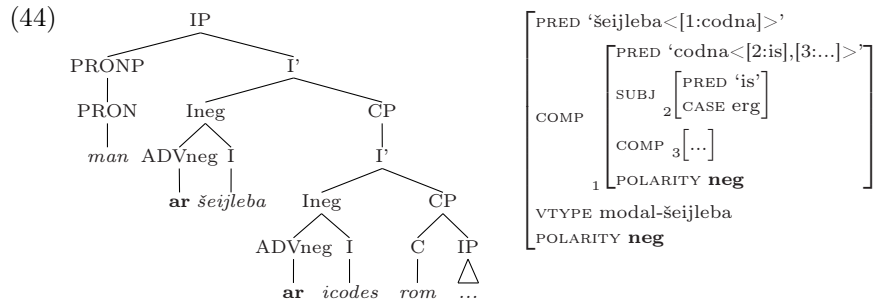 (44)
IP
PRONP I'
PRON Ineg CP
man ADVneg I I'
ar šeijleba Ineg CP
ADVneg I C IP
ar icodes rom ...
PRED ‘šeijleba<[1:codna]>’
COMP 1
PRED ‘codna<[2:is],[3:...]>’
SUBJ 2
PRED ‘is’
CASE erg
COMP 3[...]
POLARITY neg
VTYPE modal-šeijleba
POLARITY neg